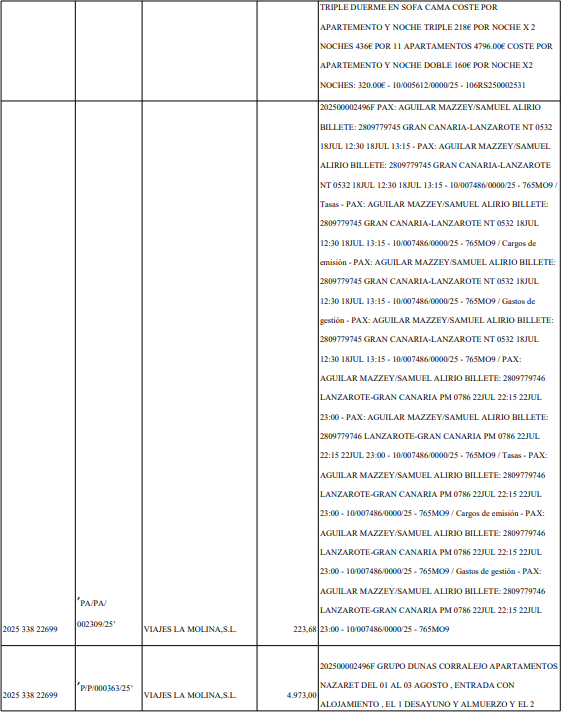 TRIPLE DUERME EN SOFA CAMA COSTE POR
APARTEMENTO Y NOCHE TRIPLE 218€ POR NOCHE X 2
NOCHES 436€ POR 11 APARTAMENTOS 4796.00€ COSTE POR
APARTEMENTO Y NOCHE DOBLE 160€ POR NOCHE X2
NOCHES: 320.00€ - 10/005612/0000/25 - 106RS250002531
202500002496F PAX: AGUILAR MAZZEY/SAMUEL ALIRIO
BILLETE: 2809779745 GRAN CANARIA-LANZAROTE NT 0532
18JUL 12:30 18JUL 13:15 - PAX: AGUILAR MAZZEY/SAMUEL
ALIRIO BILLETE: 2809779745 GRAN CANARIA-LANZAROTE
NT 0532 18JUL 12:30 18JUL 13:15 - 10/007486/0000/25 - 765MO9 /
Tasas - PAX: AGUILAR MAZZEY/SAMUEL ALIRIO BILLETE:
2809779745 GRAN CANARIA-LANZAROTE NT 0532 18JUL
12:30 18JUL 13:15 - 10/007486/0000/25 - 765MO9 / Cargos de
emisión - PAX: AGUILAR MAZZEY/SAMUEL ALIRIO BILLETE:
2809779745 GRAN CANARIA-LANZAROTE NT 0532 18JUL
12:30 18JUL 13:15 - 10/007486/0000/25 - 765MO9 / Gastos de
gestión - PAX: AGUILAR MAZZEY/SAMUEL ALIRIO BILLETE:
2809779745 GRAN CANARIA-LANZAROTE NT 0532 18JUL
12:30 18JUL 13:15 - 10/007486/0000/25 - 765MO9 / PAX:
AGUILAR MAZZEY/SAMUEL ALIRIO BILLETE: 2809779746
LANZAROTE-GRAN CANARIA PM 0786 22JUL 22:15 22JUL
23:00 - PAX: AGUILAR MAZZEY/SAMUEL ALIRIO BILLETE:
2809779746 LANZAROTE-GRAN CANARIA PM 0786 22JUL
22:15 22JUL 23:00 - 10/007486/0000/25 - 765MO9 / Tasas - PAX:
AGUILAR MAZZEY/SAMUEL ALIRIO BILLETE: 2809779746
LANZAROTE-GRAN CANARIA PM 0786 22JUL 22:15 22JUL
23:00 - 10/007486/0000/25 - 765MO9 / Cargos de emisión - PAX:
AGUILAR MAZZEY/SAMUEL ALIRIO BILLETE: 2809779746
LANZAROTE-GRAN CANARIA PM 0786 22JUL 22:15 22JUL
23:00 - 10/007486/0000/25 - 765MO9 / Gastos de gestión - PAX:
AGUILAR MAZZEY/SAMUEL ALIRIO BILLETE: 2809779746
'PA/PA/
LANZAROTE-GRAN CANARIA PM 0786 22JUL 22:15 22JUL
002309/25'
2025 338 22699 VIAJES LA MOLINA,S.L. 223,68 23:00 - 10/007486/0000/25 - 765MO9
202500002496F GRUPO DUNAS CORRALEJO APARTAMENTOS
'P/P/000363/25'
NAZARET DEL 01 AL 03 AGOSTO , ENTRADA CON
2025 338 22699 VIAJES LA MOLINA,S.L. 4.973,00 ALOJAMIENTO , EL 1 DESAYUNO Y ALMUERZO Y EL 2